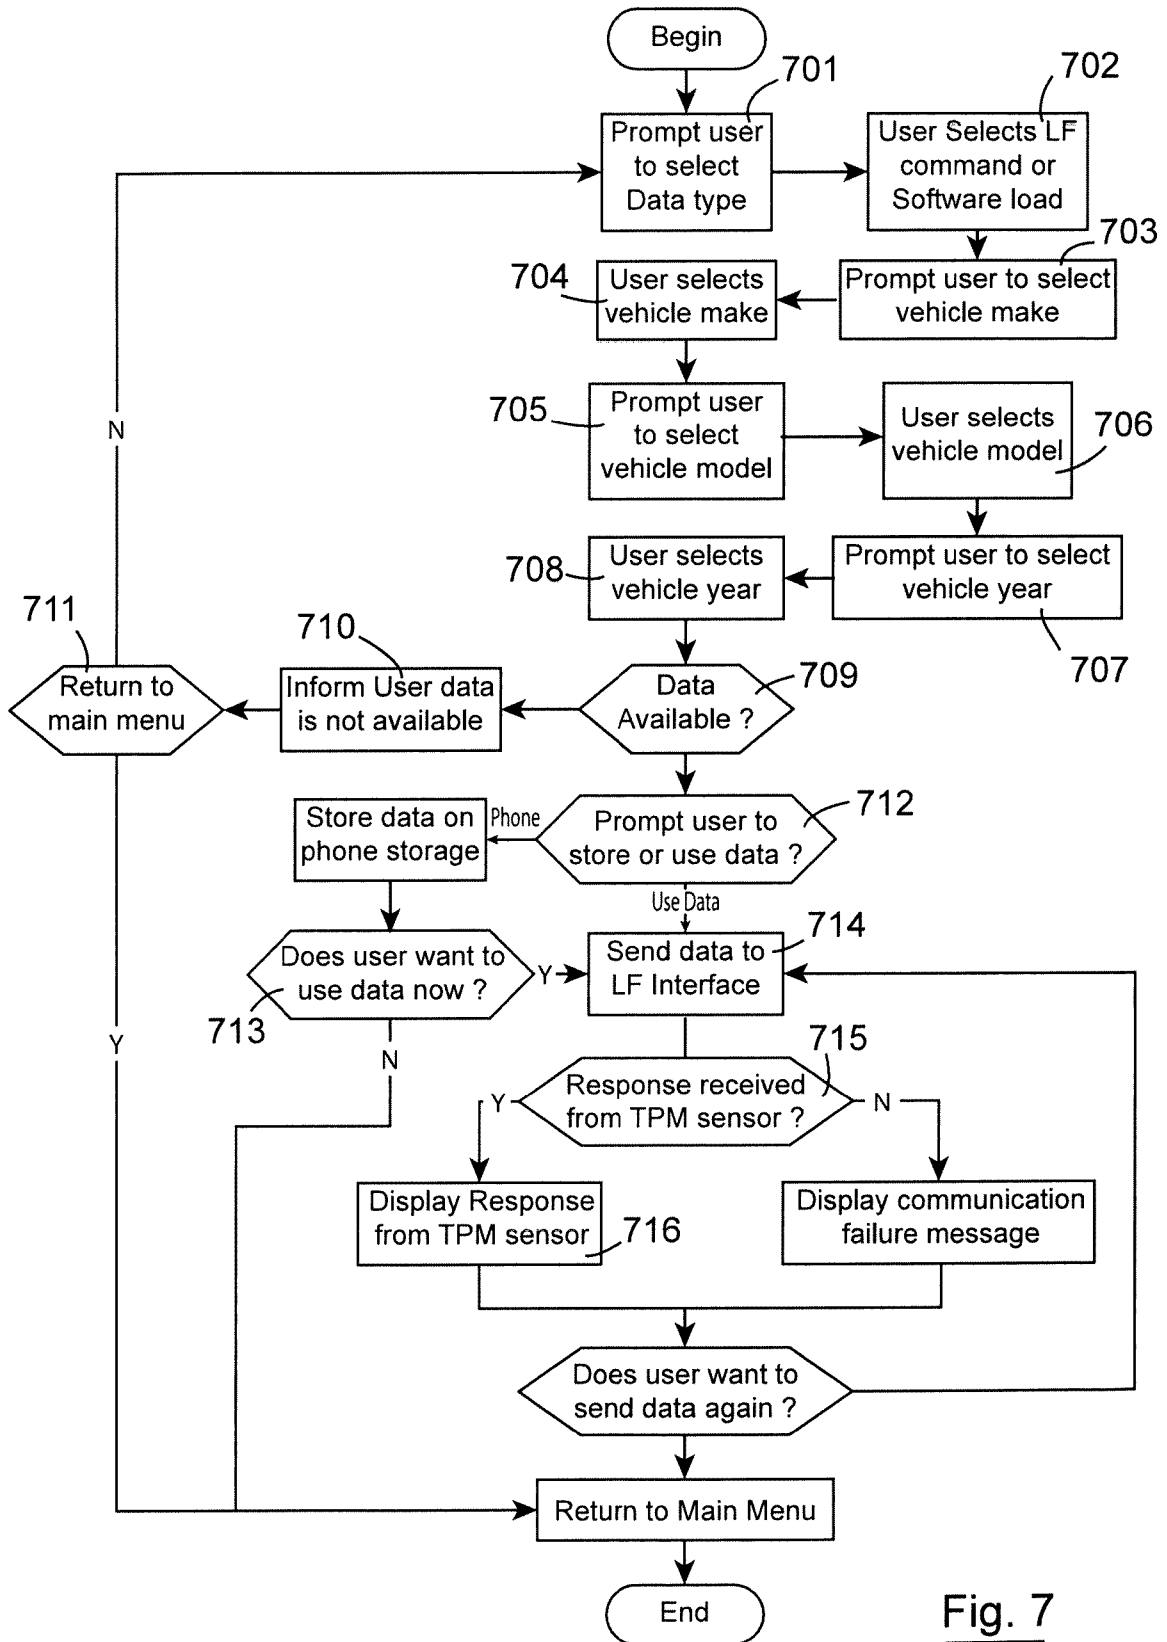 Begin
701
Prompt user
to select
Data type
702
User Selects LF
command or
Software load
703
Prompt user to select
vehicle make
704
User selects
vehicle make
705
Prompt user
to select
vehicle model
User selects
vehicle model
706
N
708
User selects
vehicle year
Prompt user to select
vehicle year
707
711
Return to
main menu
710
Inform User data
is not available
Data
Available ?
709
Store data on
phone storage
Phone
Prompt user to
store or use data ?
712
Use Data
Does user want to
use data now ?
713
Y
Send data to
LF Interface
714
Y
N
715
Response received
from TPM sensor ?
Y
N
Display Response
from TPM sensor
716
Display communication
failure message
Does user want to
send data again ?
Return to Main Menu
End
Fig. 7